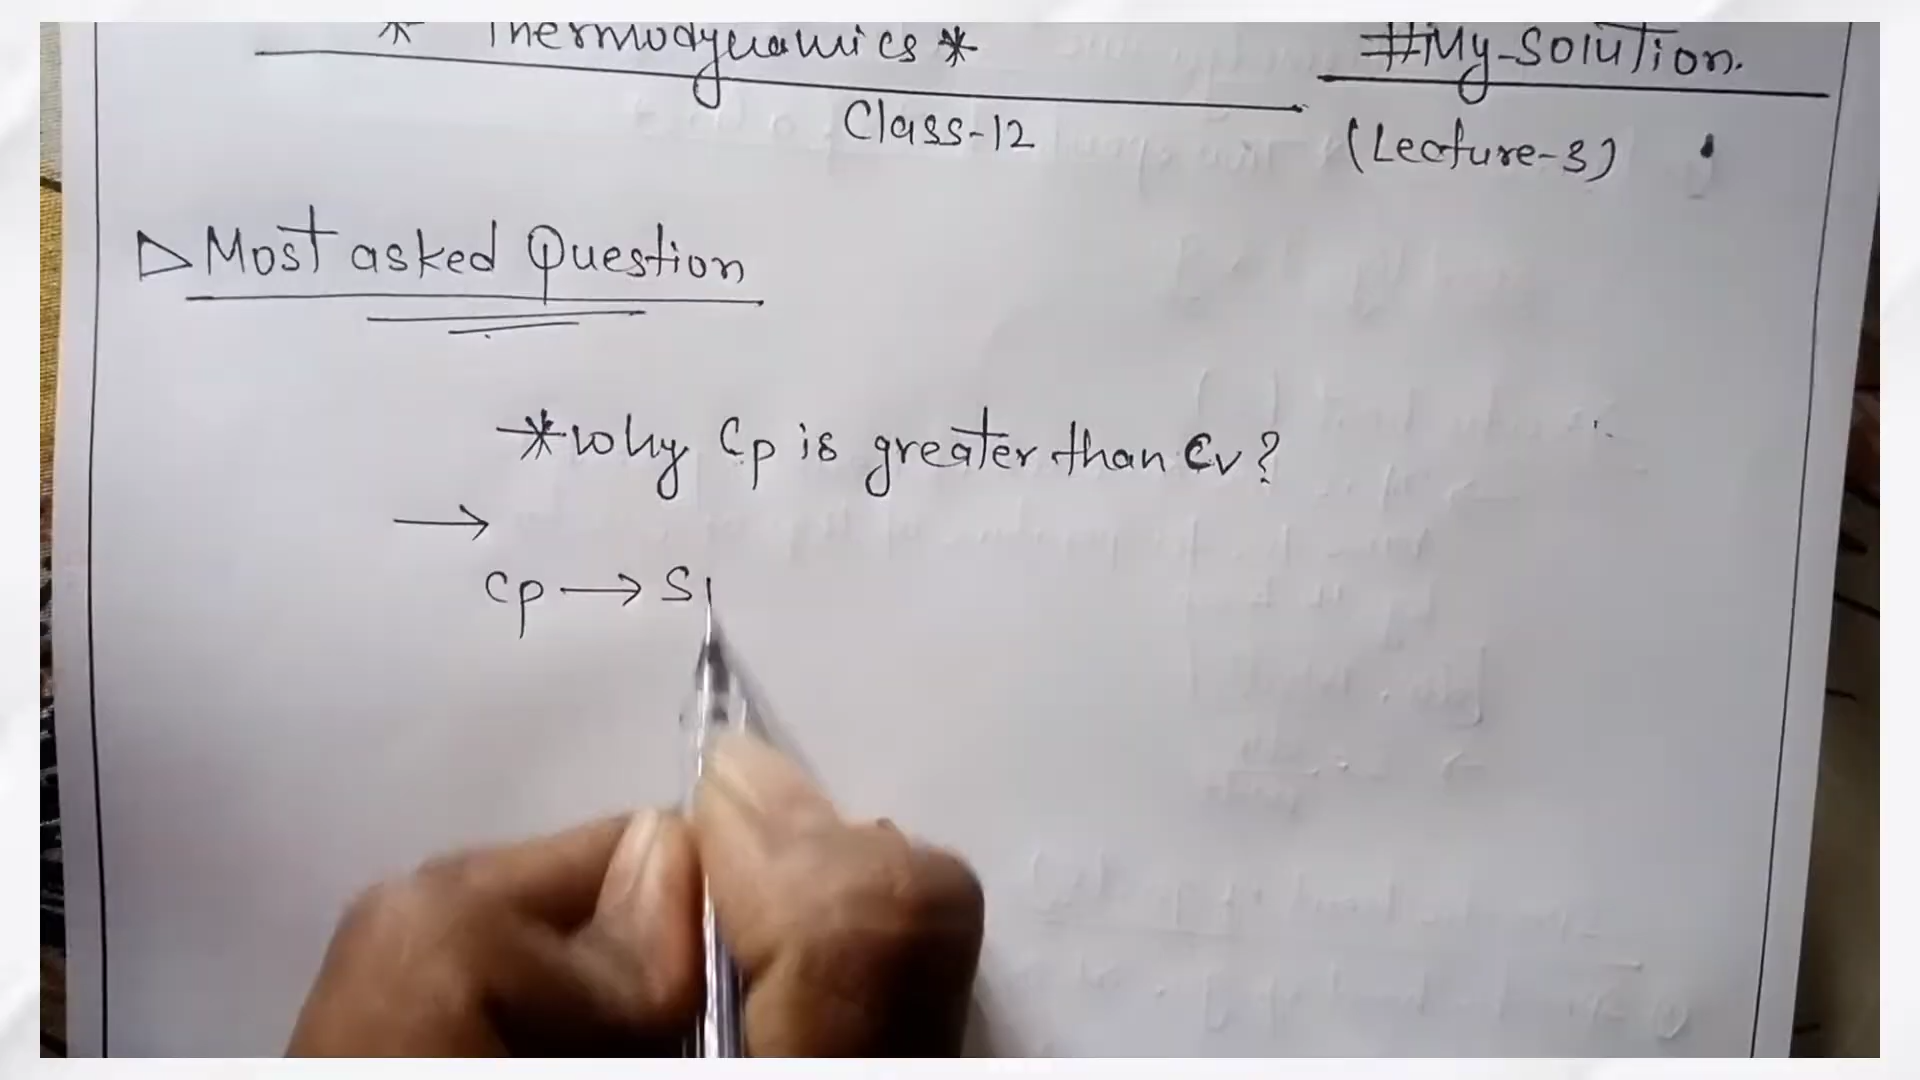 * Thermodynamics *
#My-Solution.
Class-12
(Lecture-3)
Most asked Question
*Why Cp is greater than Cv?
→
Cp → S